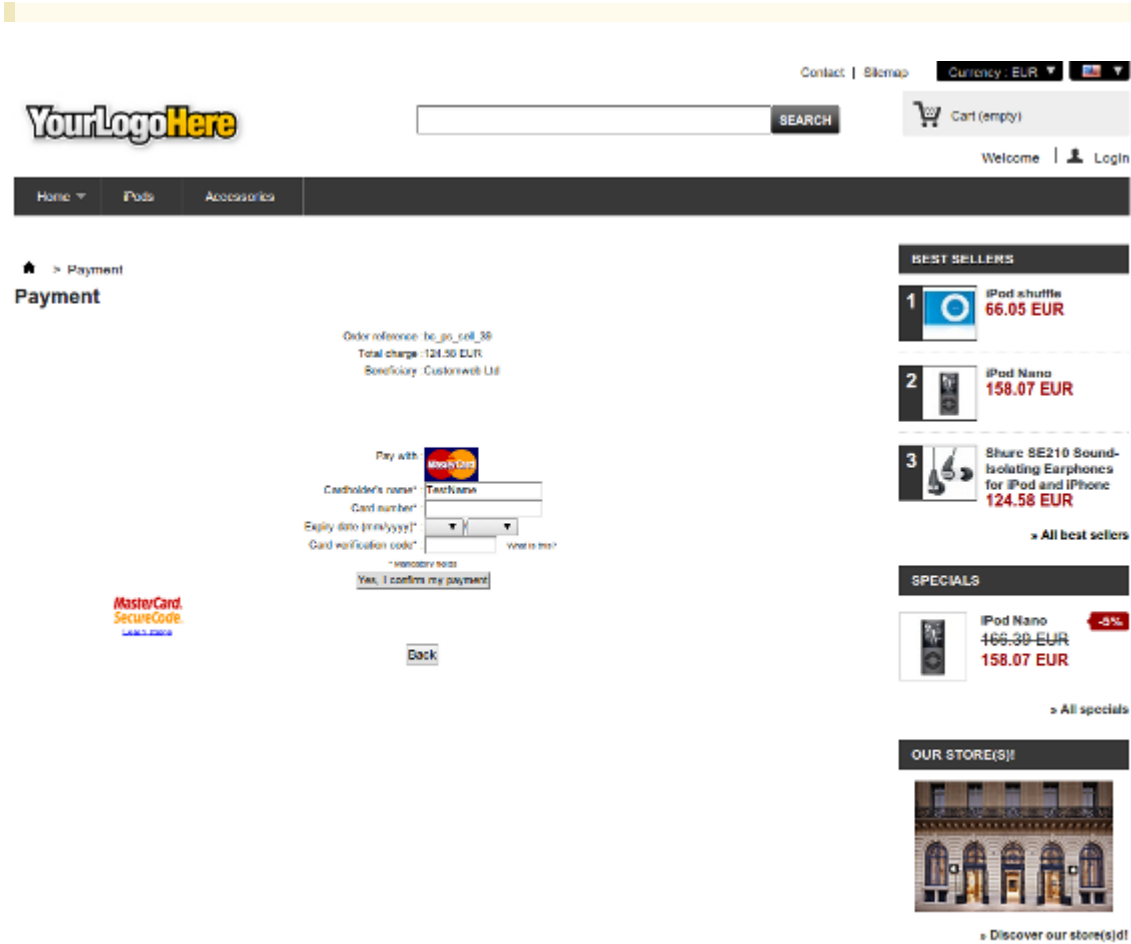 Contact | Sitemap
Currency : EUR
YourLogoHere
SEARCH
Cart (empty)
Welcome | Login
Home iPods Accessories
> Payment
Payment
Order reference :
Total charge :124.58 EUR
Beneficiary :Customweb Ltd
Pay with :
MasterCard
Cardholder's name* : TestName
Card number* :
Expiry date (mm/yyyy)* : /
Card verification code* : What is this?
* Mandatory fields
Yes, I confirm my payment
MasterCard.
SecureCode.
Learn more
Back
BEST SELLERS
1
iPod shuffle
66.05 EUR
2
iPod Nano
158.07 EUR
3
Shure SE210 Sound-
Isolating Earphones
for iPod and iPhone
124.58 EUR
» All best sellers
SPECIALS
iPod Nano
-5%
166.39 EUR
158.07 EUR
» All specials
OUR STORE(S)!
» Discover our store(s)d!